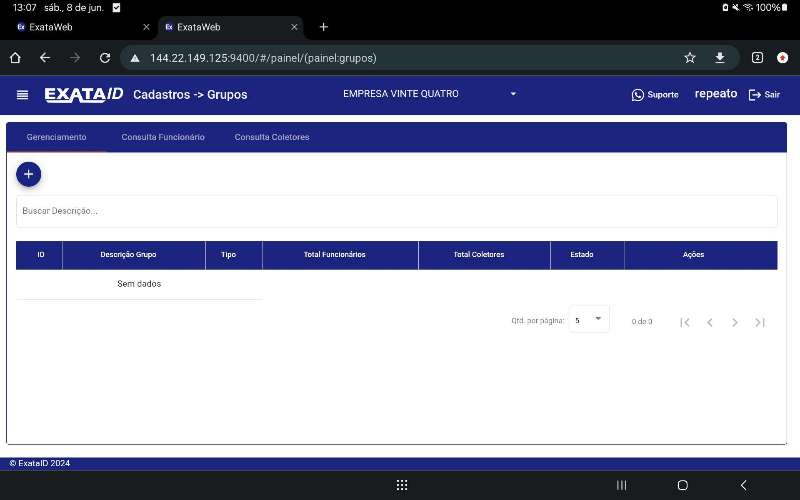 13:07 sáb., 8 de jun. 100%
Ex ExataWeb
Ex ExataWeb
144.22.149.125:9400/#/painel/(painel:grupos) 2
EXATAID Cadastros -> Grupos EMPRESA VINTE QUATRO Suporte repeato Sair
Gerenciamento Consulta Funcionário Consulta Coletores
+
Buscar Descrição...
ID Descrição Grupo Tipo Total Funcionários Total Coletores Estado Ações
Sem dados
Qtd. por página: 5 0 de 0
© ExataID 2024